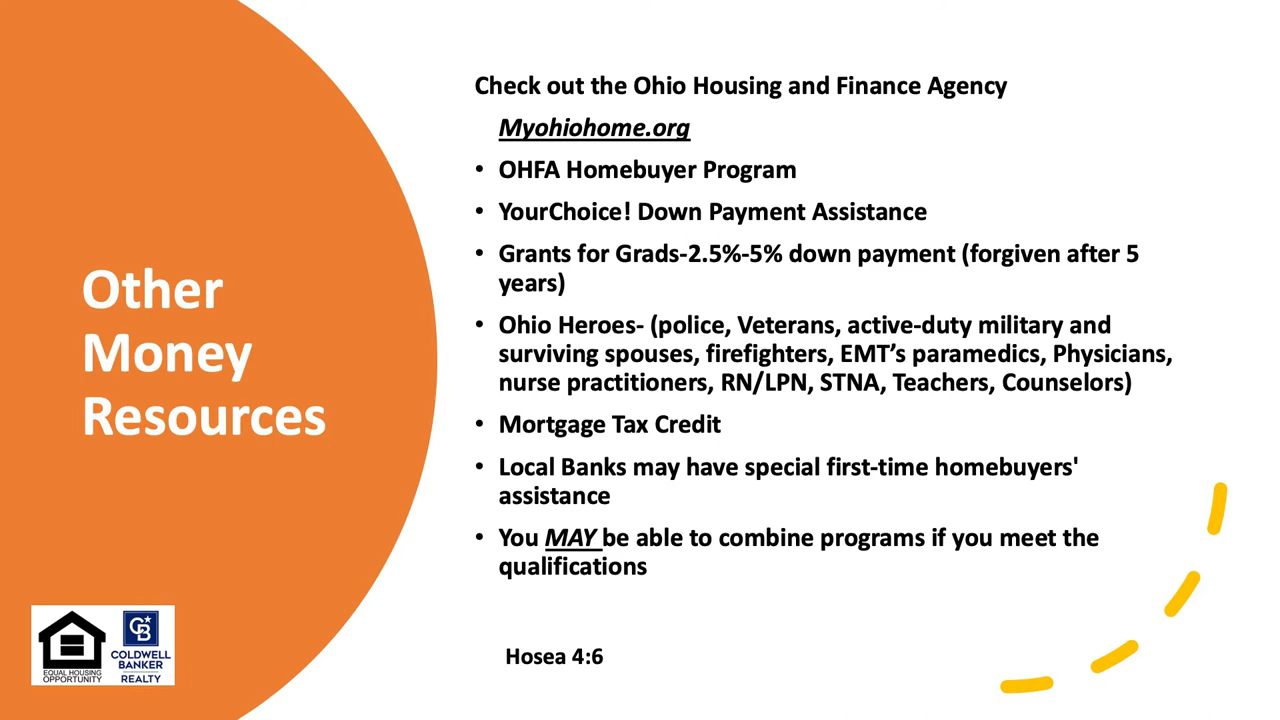 Other
Money
Resources
Check out the Ohio Housing and Finance Agency
Myohiohome.org
• OHFA Homebuyer Program
• YourChoice! Down Payment Assistance
• Grants for Grads-2.5%-5% down payment (forgiven after 5
years)
• Ohio Heroes- (police, Veterans, active-duty military and
surviving spouses, firefighters, EMT’s paramedics, Physicians,
nurse practitioners, RN/LPN, STNA, Teachers, Counselors)
• Mortgage Tax Credit
• Local Banks may have special first-time homebuyers'
assistance
• You MAY be able to combine programs if you meet the
qualifications
Hosea 4:6
EQUAL HOUSING
OPPORTUNITY
CB
COLDWELL
BANKER
REALTY